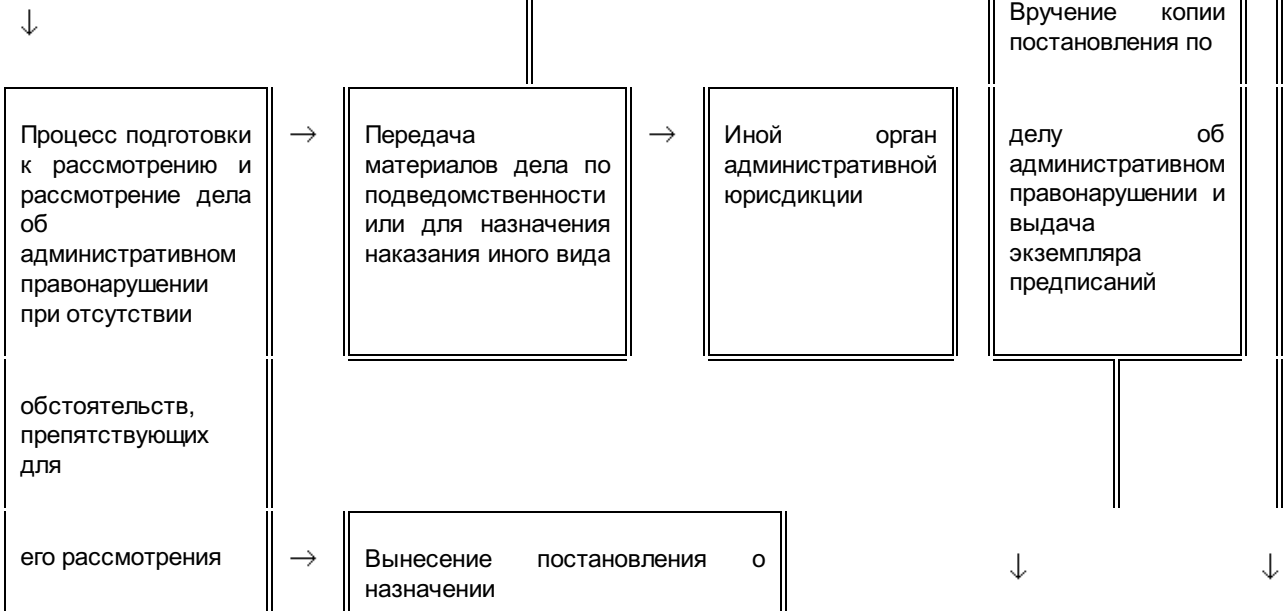 ↓
Вручение копии
постановления по
Процесс подготовки
к рассмотрению и
рассмотрение дела
об
административном
правонарушении
при отсутствии
→
Передача
материалов дела по
подведомственности
или для назначения
наказания иного вида
→
Иной орган
административной
юрисдикции
делу об
административном
правонарушении и
выдача
экземпляра
предписаний
обстоятельств,
препятствующих
для
его рассмотрения
→
Вынесение постановления о
назначении
↓
↓